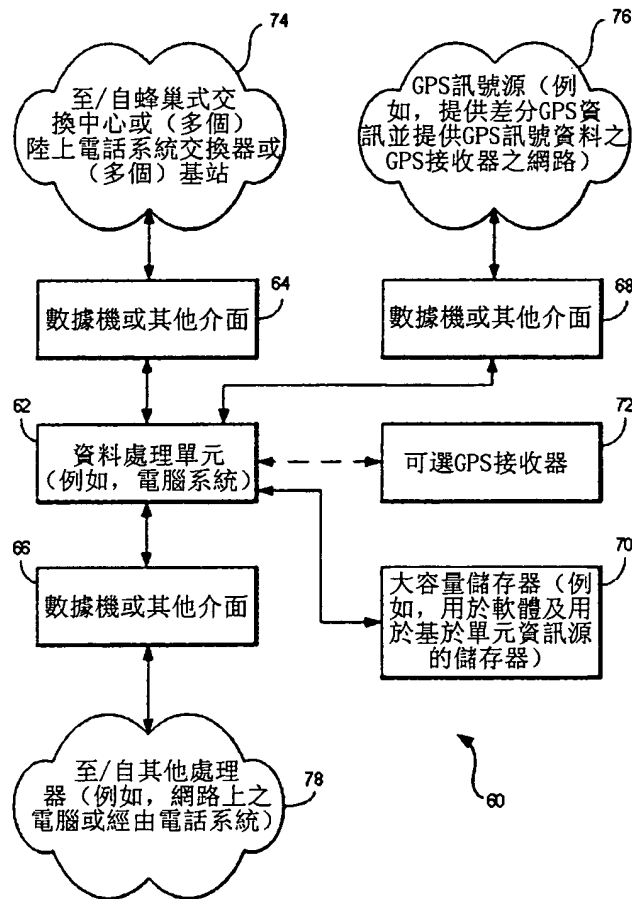 74
至/自蜂巢式交
換中心或（多個）
陸上電話系統交換器或
（多個）基站
76
GPS訊號源（例
如，提供差分GPS資
訊並提供GPS訊號資料之
GPS接收器之網路）
64
數據機或其他介面
68
數據機或其他介面
62
資料處理單元
（例如，電腦系統）
72
可選GPS接收器
66
數據機或其他介面
70
大容量儲存器（例
如，用於軟體及用
於基於單元資訊源
的儲存器）
至/自其他處理
器（例如，網路上之
電腦或經由電話系統）
78
60